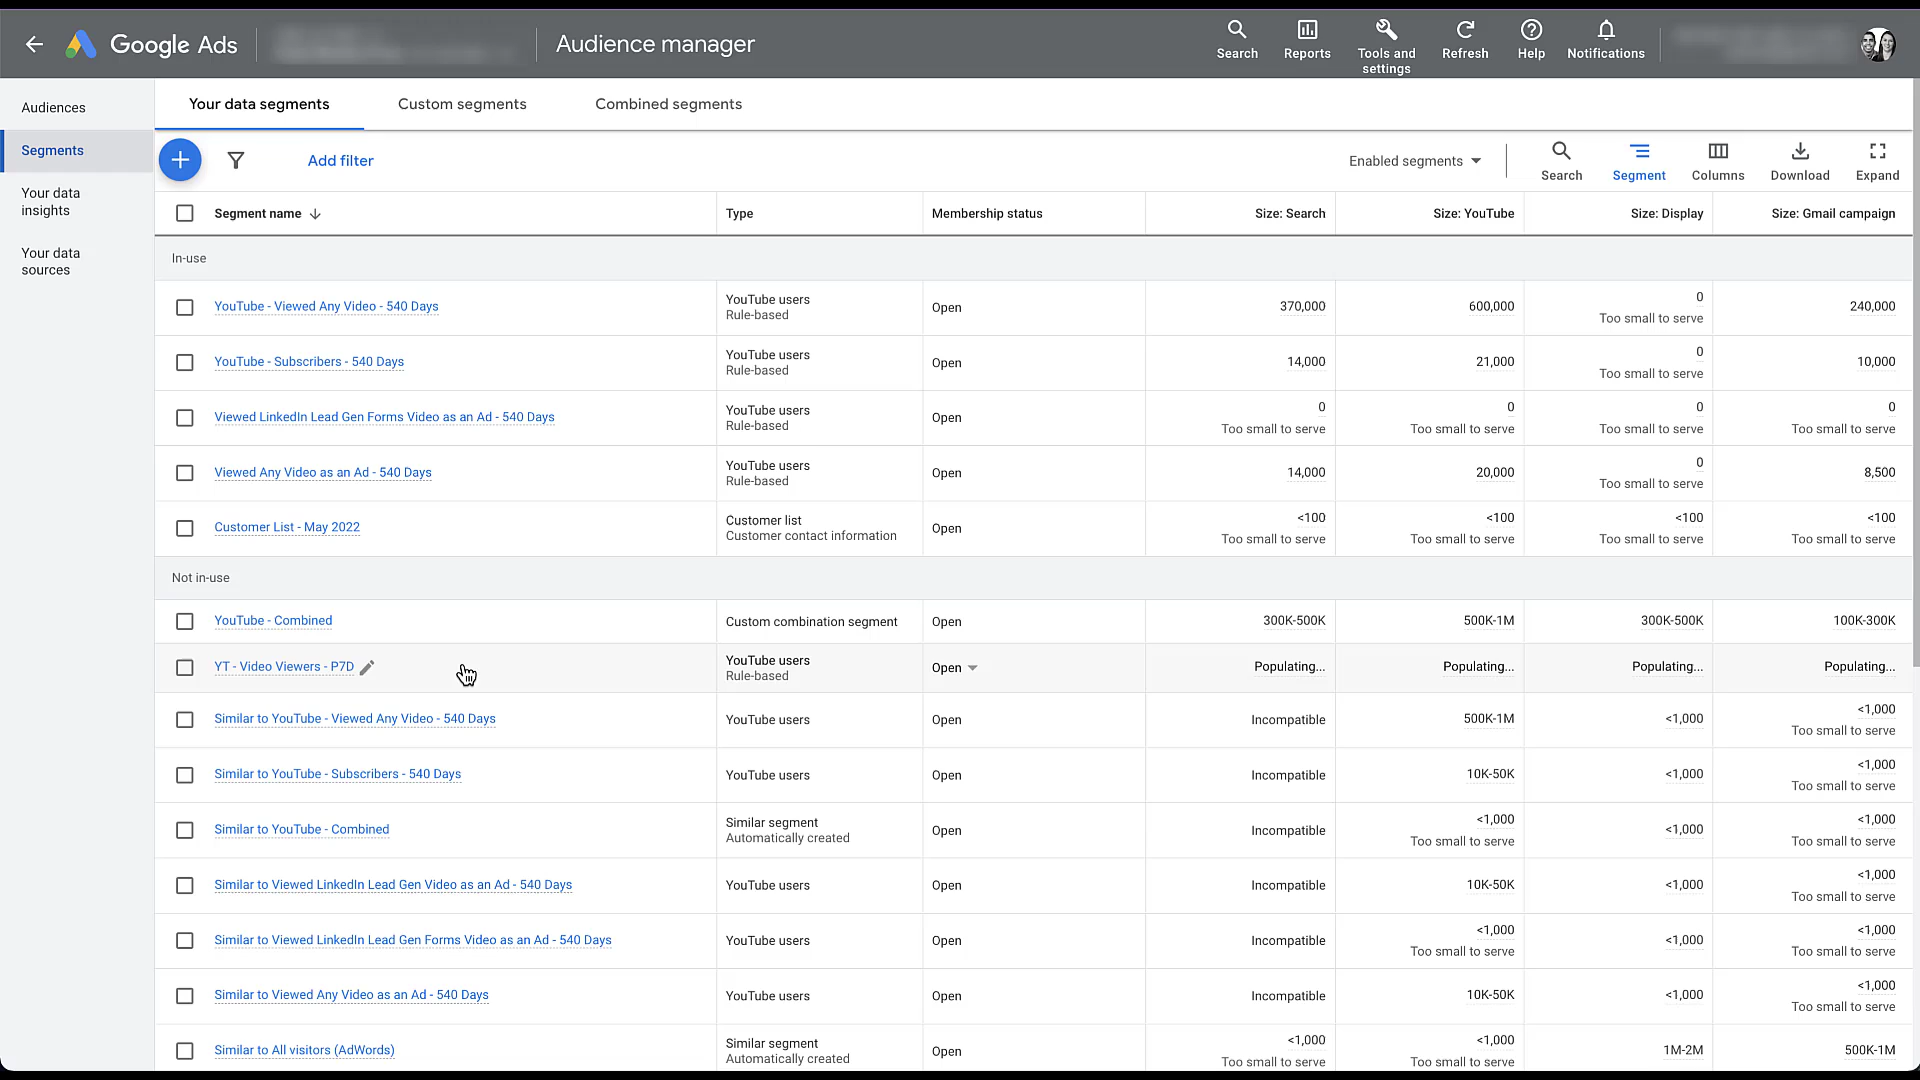 Google Ads
Audience manager
Search
Reports
Tools and
settings
Refresh
Help
Notifications
Audiences
Segments
Your data
insights
Your data
sources
Your data segments
Custom segments
Combined segments
Add filter
Enabled segments
Search
Segment
Columns
Download
Expand
Segment name
Type
Membership status
Size: Search
Size: YouTube
Size: Display
Size: Gmail campaign
In-use
YouTube - Viewed Any Video - 540 Days
YouTube users
Rule-based
Open
370,000
600,000
0
Too small to serve
240,000
YouTube - Subscribers - 540 Days
YouTube users
Rule-based
Open
14,000
21,000
0
Too small to serve
10,000
Viewed LinkedIn Lead Gen Forms Video as an Ad - 540 Days
YouTube users
Rule-based
Open
0
Too small to serve
0
Too small to serve
0
Too small to serve
0
Too small to serve
Viewed Any Video as an Ad - 540 Days
YouTube users
Rule-based
Open
14,000
20,000
0
Too small to serve
8,500
Customer List - May 2022
Customer list
Customer contact information
Open
<100
Too small to serve
<100
Too small to serve
<100
Too small to serve
<100
Too small to serve
Not in-use
YouTube - Combined
Custom combination segment
Open
300K-500K
500K-1M
300K-500K
100K-300K
YT - Video Viewers - P7D
YouTube users
Rule-based
Open
Populating...
Populating...
Populating...
Populating...
Similar to YouTube - Viewed Any Video - 540 Days
YouTube users
Open
Incompatible
500K-1M
<1,000
<1,000
Too small to serve
Similar to YouTube - Subscribers - 540 Days
YouTube users
Open
Incompatible
10K-50K
<1,000
<1,000
Too small to serve
Similar to YouTube - Combined
Similar segment
Automatically created
Open
Incompatible
<1,000
Too small to serve
<1,000
<1,000
Too small to serve
Similar to Viewed LinkedIn Lead Gen Video as an Ad - 540 Days
YouTube users
Open
Incompatible
10K-50K
<1,000
<1,000
Too small to serve
Similar to Viewed LinkedIn Lead Gen Forms Video as an Ad - 540 Days
YouTube users
Open
Incompatible
<1,000
Too small to serve
<1,000
<1,000
Too small to serve
Similar to Viewed Any Video as an Ad - 540 Days
YouTube users
Open
Incompatible
10K-50K
<1,000
<1,000
Too small to serve
Similar to All visitors (AdWords)
Similar segment
Automatically created
Open
<1,000
Too small to serve
<1,000
Too small to serve
1M-2M
500K-1M